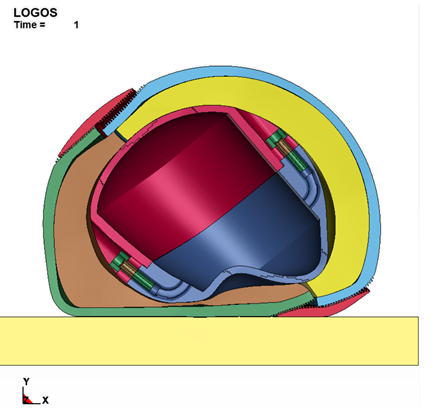 LOGOS
Time =    1
Y
Z X